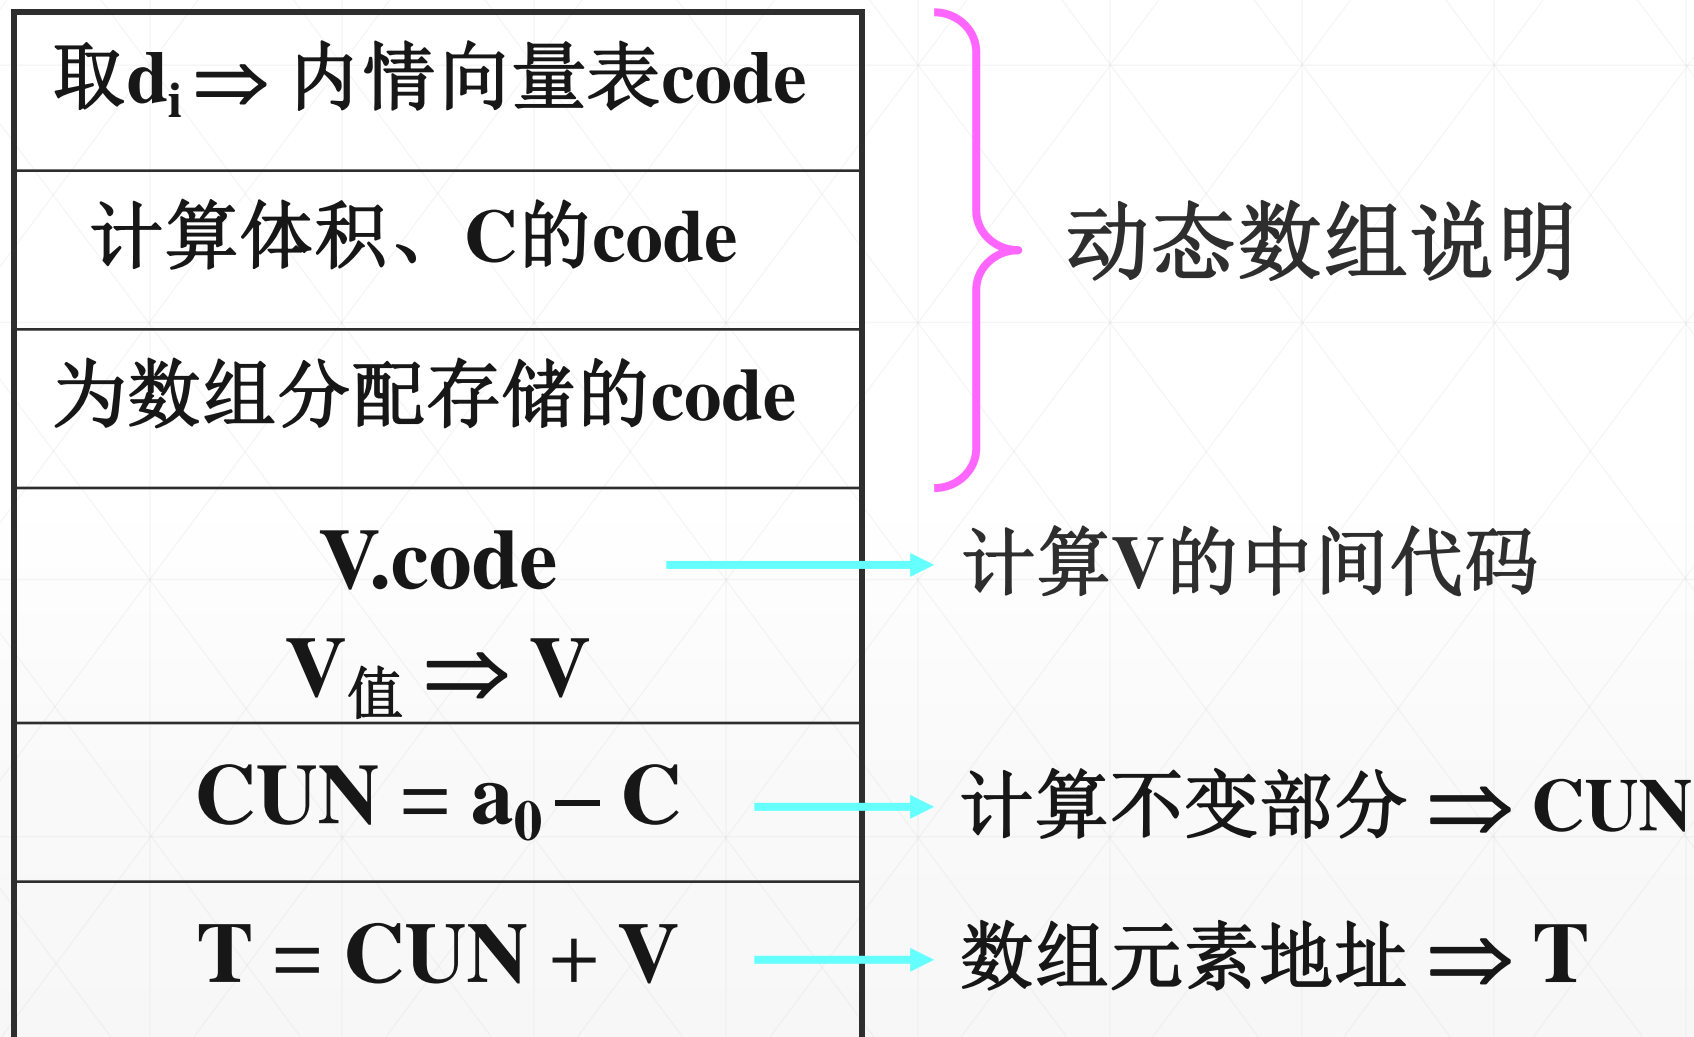 取di ⇒ 内情向量表code
计算体积、C的code
动态数组说明
为数组分配存储的code
V.code
计算V的中间代码
V值 ⇒ V
CUN = a0 – C
计算不变部分 ⇒ CUN
T = CUN + V
数组元素地址 ⇒ T